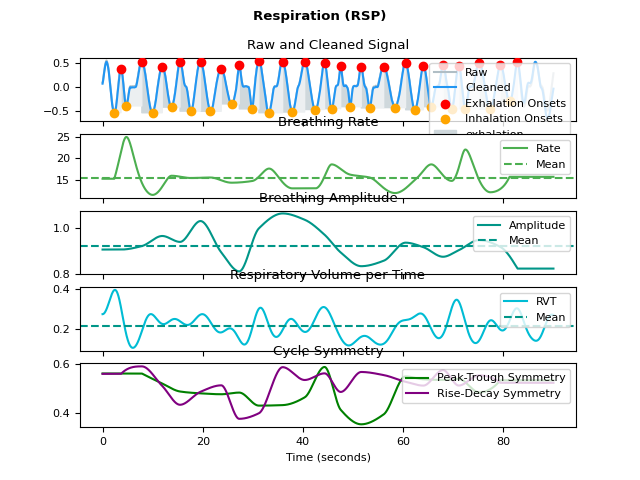 Respiration (RSP)
Raw and Cleaned Signal
0.5
0.0
−0.5
Raw
Cleaned
Exhalation Onsets
Inhalation Onsets
exhalation
Breathing Rate
25
20
15
Rate
Mean
Breathing Amplitude
1.0
0.8
Amplitude
Mean
Respiratory Volume per Time
0.4
0.2
RVT
Mean
Cycle Symmetry
0.6
0.4
Peak-Trough Symmetry
Rise-Decay Symmetry
0 20 40 60 80
Time (seconds)